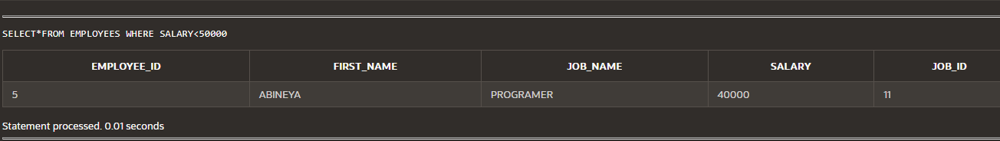 SELECT*FROM EMPLOYEES WHERE SALARY<50000
EMPLOYEE_ID FIRST_NAME JOB_NAME SALARY JOB_ID
5 ABINEYA PROGRAMER 40000 11
Statement processed. 0.01 seconds